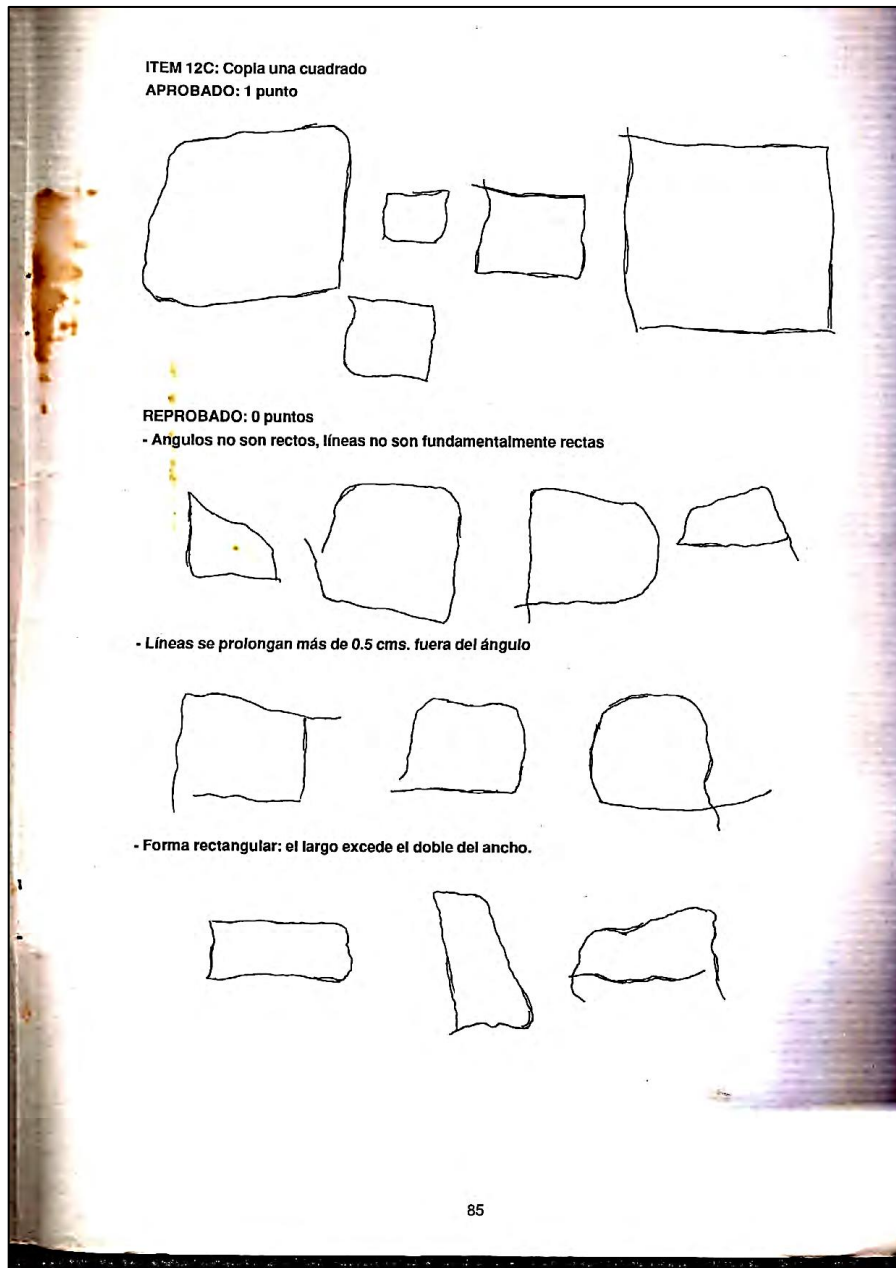 ITEM 12C: Copia una cuadrado
APROBADO: 1 punto
REPROBADO: 0 puntos
- Angulos no son rectos, líneas no son fundamentalmente rectas
- Líneas se prolongan más de 0.5 cms. fuera del ángulo
- Forma rectangular: el largo excede el doble del ancho.
85